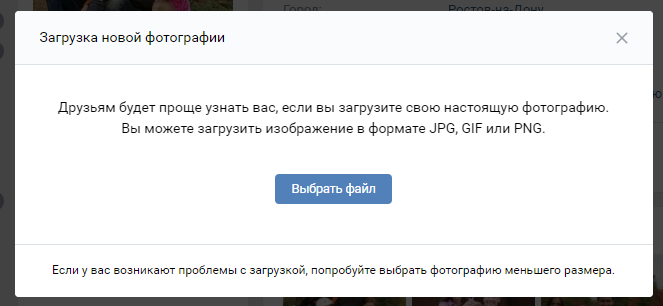 Город:
Ростов-на-Дону
Загрузка новой фотографии
Друзьям будет проще узнать вас, если вы загрузите свою настоящую фотографию.
Вы можете загрузить изображение в формате JPG, GIF или PNG.
Выбрать файл
Если у вас возникают проблемы с загрузкой, попробуйте выбрать фотографию меньшего размера.